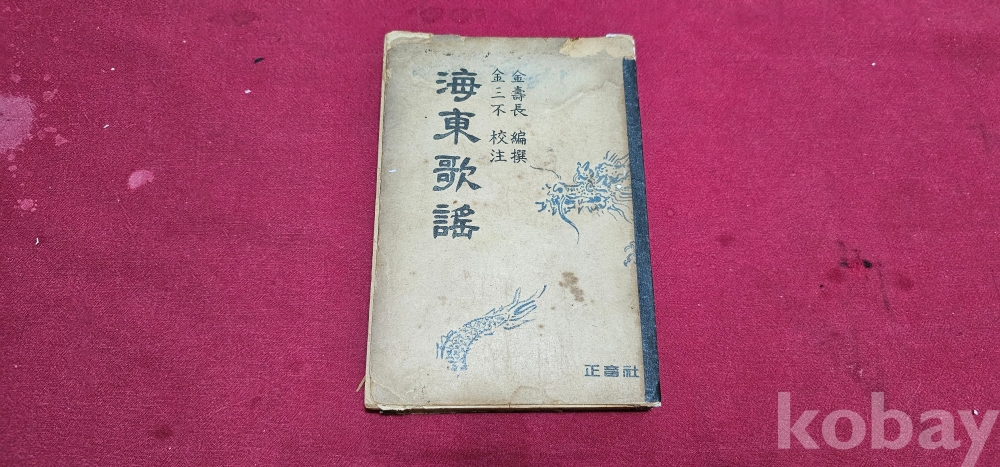 金壽長 編撰
金三不 校注
海東歌謠
正音社
kobay